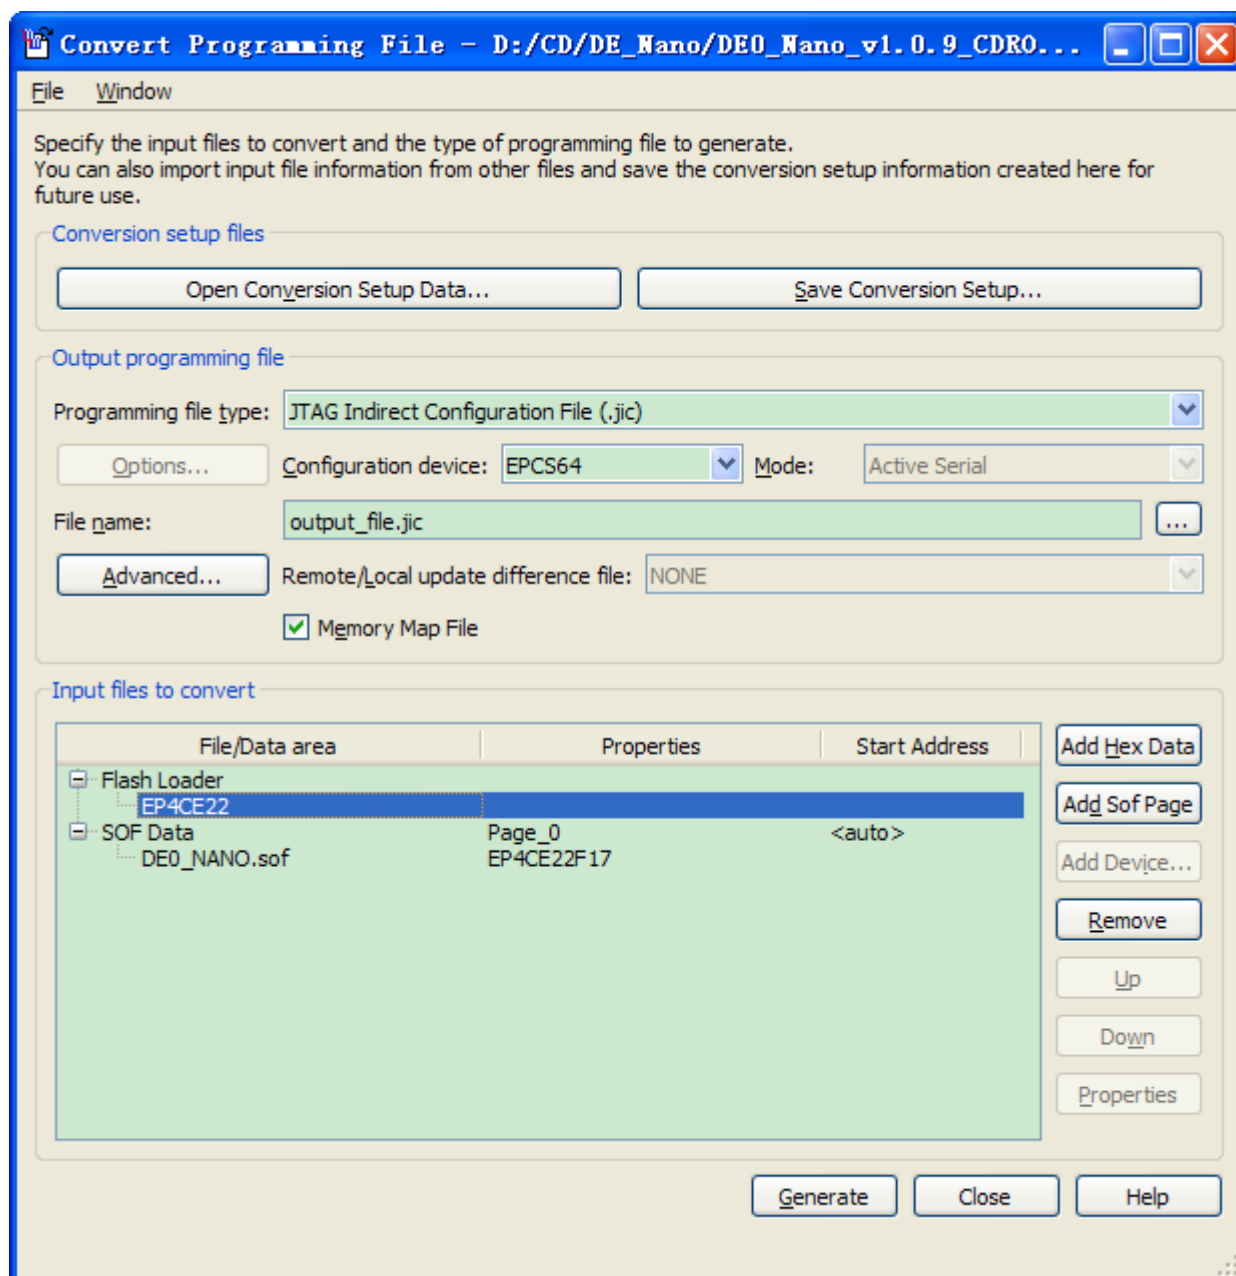 Convert Programming File - D:/CD/DE_Nano/DE0_Nano_v1.0.9_CDRO...
File Window
Specify the input files to convert and the type of programming file to generate.
You can also import input file information from other files and save the conversion setup information created here for
future use.
Conversion setup files
Open Conversion Setup Data... Save Conversion Setup...
Output programming file
Programming file type: JTAG Indirect Configuration File (.jic)
Options... Configuration device: EPCS64 Mode: Active Serial
File name: output_file.jic ...
Advanced... Remote/Local update difference file: NONE
Memory Map File
Input files to convert
File/Data area Properties Start Address Add Hex Data
Flash Loader
EP4CE22 Add Sof Page
SOF Data Page_0 <auto>
DE0_NANO.sof EP4CE22F17 Add Device...
Remove
Up
Down
Properties
Generate Close Help